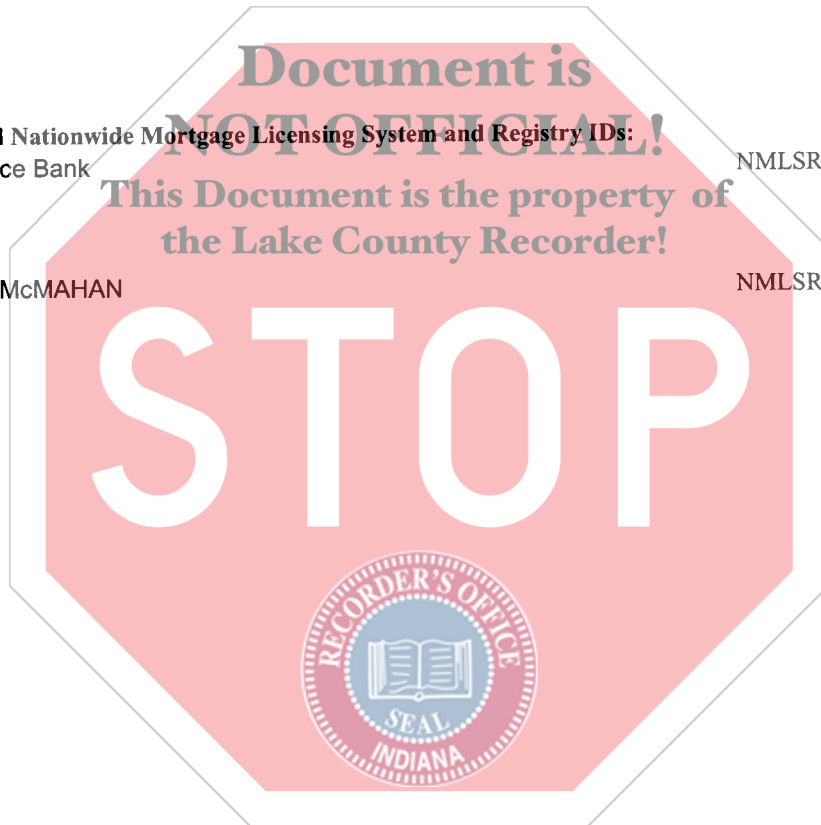 Document is
Nationwide Mortgage Licensing System and Registry IDs:
NOT OFFICIAL!
ce Bank
NMLSR
This Document is the property of
the Lake County Recorder!
McMAHAN
NMLSR
STOP
RECORDER'S OFFICE
SEAL
INDIANA